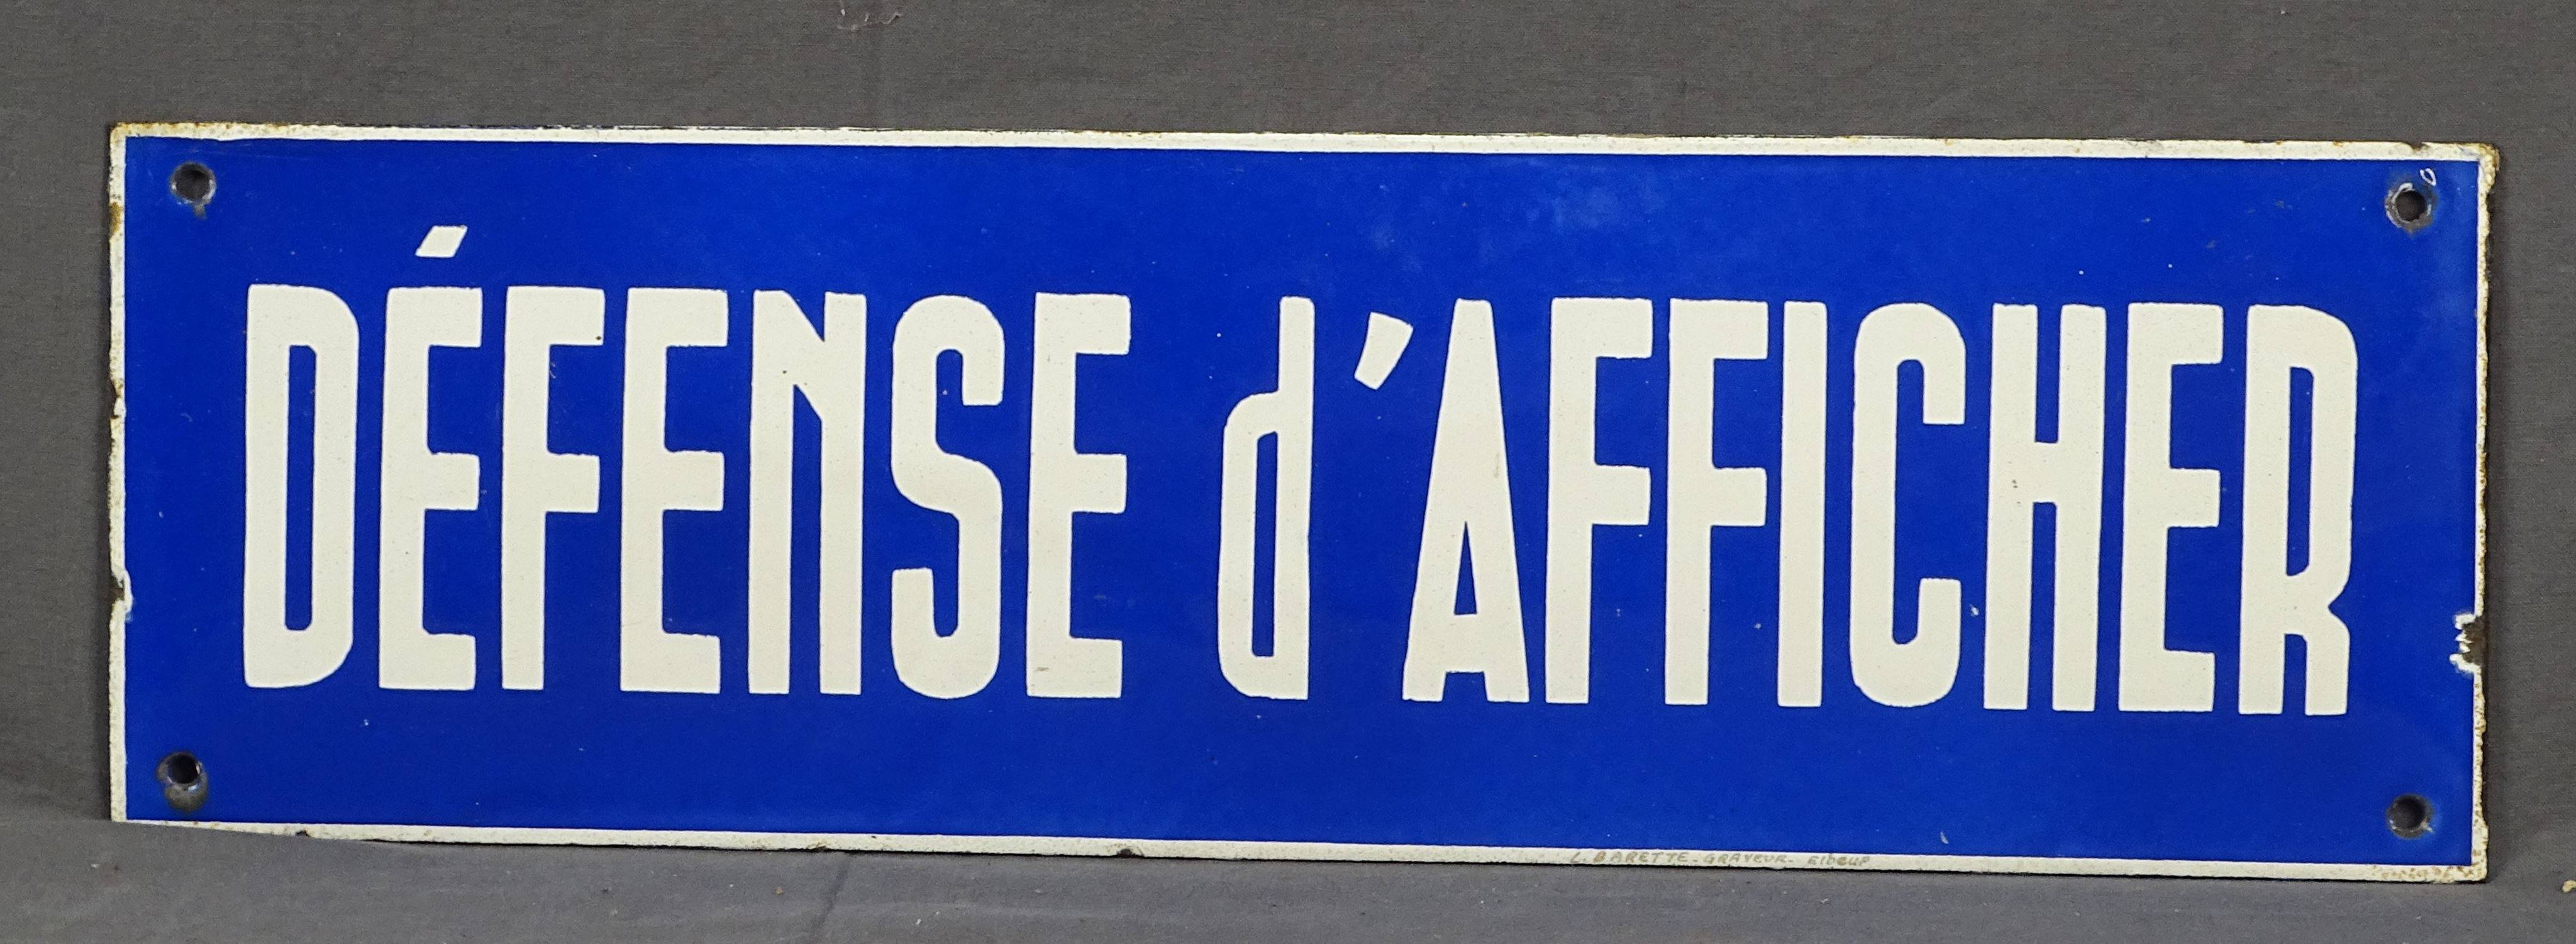 DÉFENSE d'AFFICHER
L. BARETTE - GRAVEUR - Elbeuf